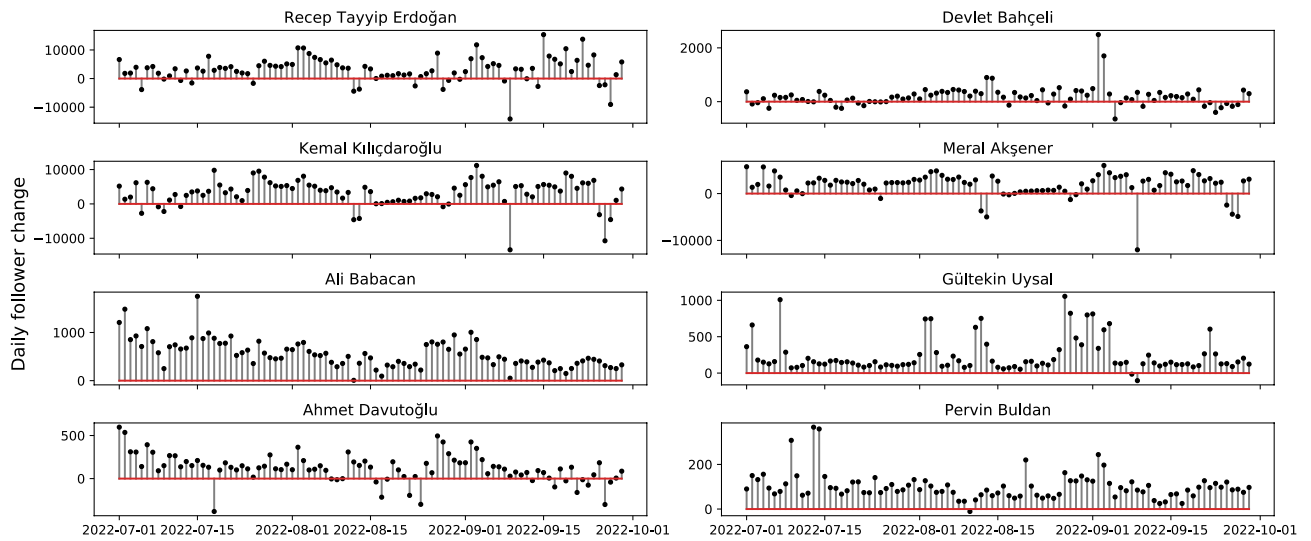 Daily follower change
Recep Tayyip Erdoğan
10000
0
−10000
Devlet Bahçeli
2000
0
Kemal Kılıçdaroğlu
10000
0
−10000
Meral Akşener
0
−10000
Ali Babacan
1000
0
Gültekin Uysal
1000
500
0
Ahmet Davutoğlu
500
0
2022-07-01 2022-07-15 2022-08-01 2022-08-15 2022-09-01 2022-09-15 2022-10-01
Pervin Buldan
200
0
2022-07-01 2022-07-15 2022-08-01 2022-08-15 2022-09-01 2022-09-15 2022-10-01